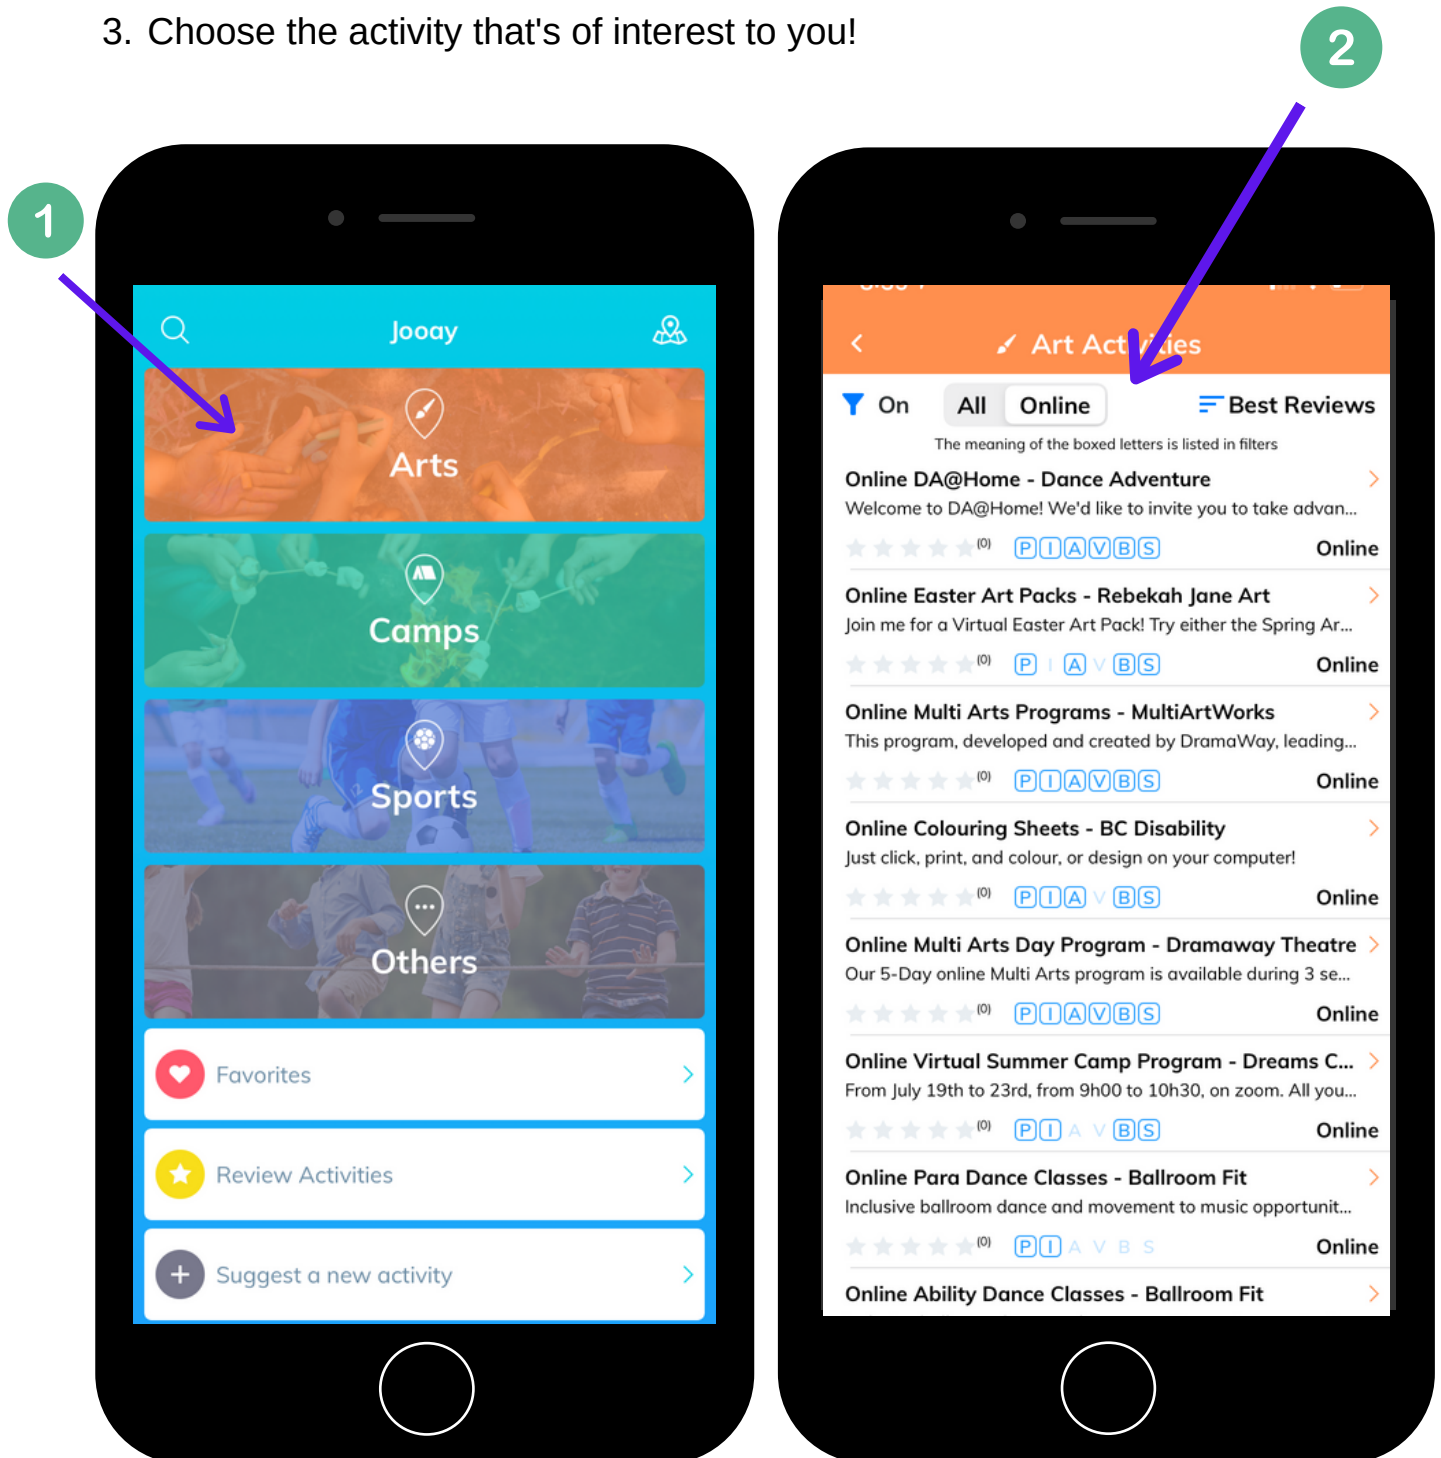 3. Choose the activity that's of interest to you!
2
1
Jooay
Arts
Camps
Sports
Others
Favorites
Review Activities
Suggest a new activity
Art Activities
On All Online Best Reviews
The meaning of the boxed letters is listed in filters
Online DA@Home - Dance Adventure
Welcome to DA@Home! We'd like to invite you to take advan...
(0) P I A V B S Online
Online Easter Art Packs - Rebekah Jane Art
Join me for a Virtual Easter Art Pack! Try either the Spring Ar...
(0) P I A V B S Online
Online Multi Arts Programs - MultiArtWorks
This program, developed and created by DramaWay, leading...
(0) P I A V B S Online
Online Colouring Sheets - BC Disability
Just click, print, and colour, or design on your computer!
(0) P I A V B S Online
Online Multi Arts Day Program - Dramaway Theatre
Our 5-Day online Multi Arts program is available during 3 se...
(0) P I A V B S Online
Online Virtual Summer Camp Program - Dreams C...
From July 19th to 23rd, from 9h00 to 10h30, on zoom. All you...
(0) P I A V B S Online
Online Para Dance Classes - Ballroom Fit
Inclusive ballroom dance and movement to music opportunit...
(0) P I A V B S Online
Online Ability Dance Classes - Ballroom Fit